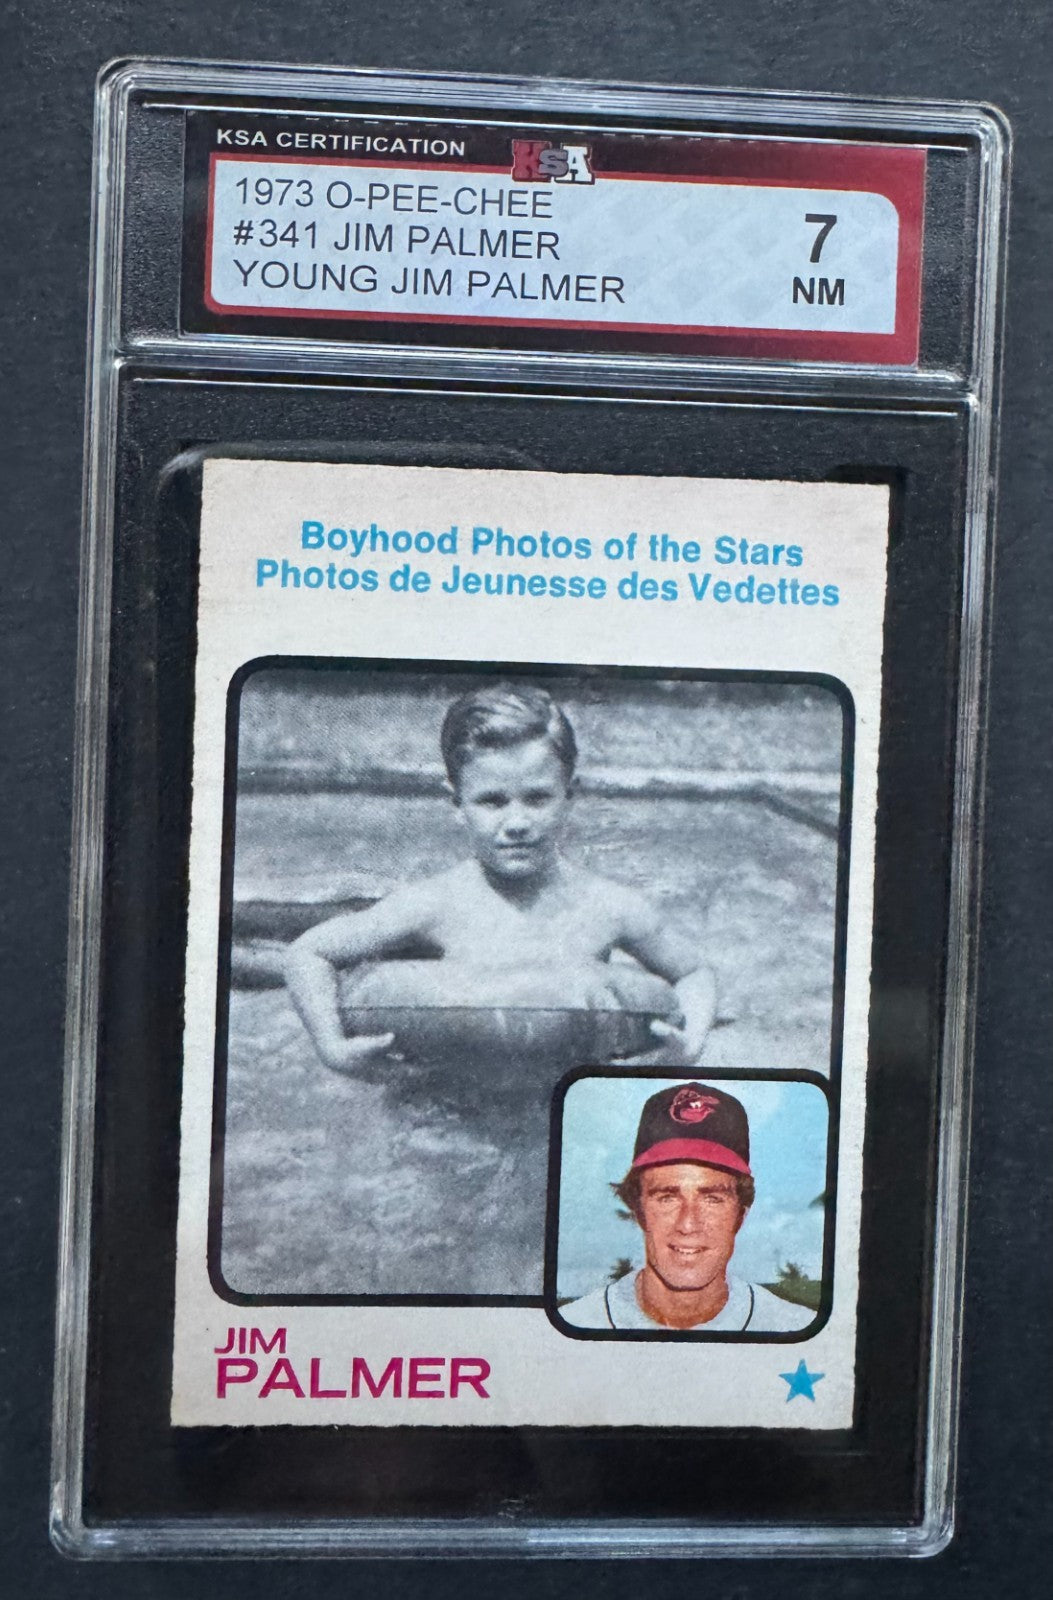 KSA CERTIFICATION
KSA
1973 O-PEE-CHEE
#341 JIM PALMER
YOUNG JIM PALMER
7
NM
Boyhood Photos of the Stars
Photos de Jeunesse des Vedettes
JIM
PALMER